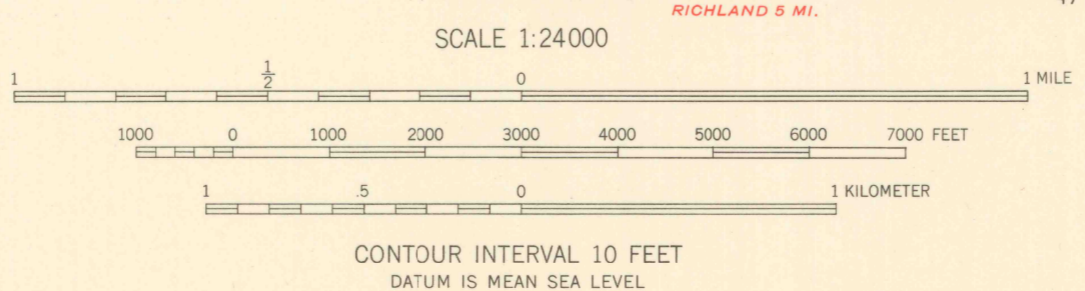 RICHLAND 5 MI.
SCALE 1:24000
1 1/2 0 1 MILE
1000 0 1000 2000 3000 4000 5000 6000 7000 FEET
1 .5 0 1 KILOMETER
CONTOUR INTERVAL 10 FEET
DATUM IS MEAN SEA LEVEL